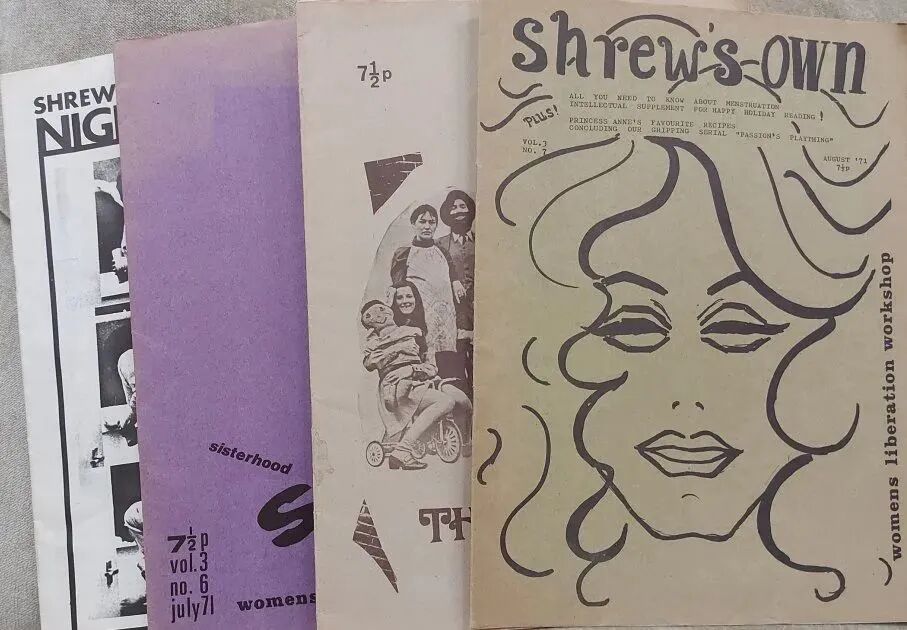 SHREW
NIG
sisterhood
S
7½p
vol.3
no. 6
july71
womens
7½p
TH
shrew's own
ALL YOU NEED TO KNOW ABOUT MENSTRUATION
INTELLECTUAL SUPPLEMENT FOR HAPPY HOLIDAY READING!
PLUS!
PRINCESS ANNE'S FAVOURITE RECIPES
CONCLUDING OUR GRIPPING SERIAL "PASSION'S PLAYTHING"
VOL.3
NO. 7
AUGUST '71
7½P
womens liberation workshop